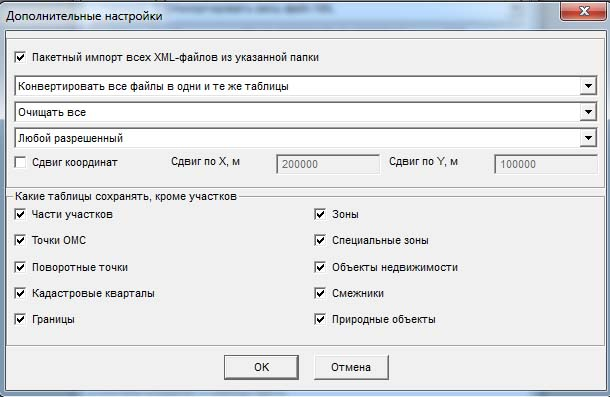 Дополнительные настройки
Пакетный импорт всех XML-файлов из указанной папки
Конвертировать все файлы в одни и те же таблицы
Очищать все
Любой разрешенный
Сдвиг координат Сдвиг по X, м 200000 Сдвиг по Y, м 100000
Какие таблицы сохранять, кроме участков
Части участков Зоны
Точки ОМС Специальные зоны
Поворотные точки Объекты недвижимости
Кадастровые кварталы Смежники
Границы Природные объекты
OK Отмена